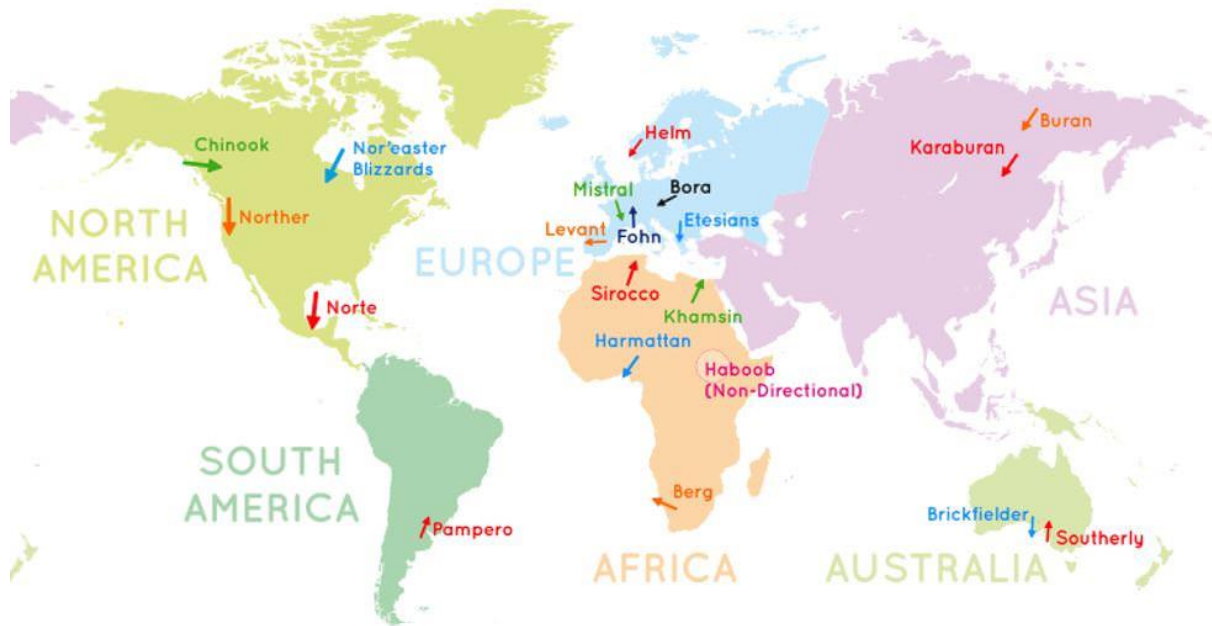 Chinook
Nor'easter
Blizzards
Norther
NORTH
AMERICA
Norte
SOUTH
AMERICA
Pampero
Helm
Mistral
Bora
Levant
Fohn
Etesians
EUROPE
Sirocco
Khamsin
Harmattan
Haboob
(Non-Directional)
Berg
AFRICA
Buran
Karaburan
ASIA
Brickfielder
Southerly
AUSTRALIA